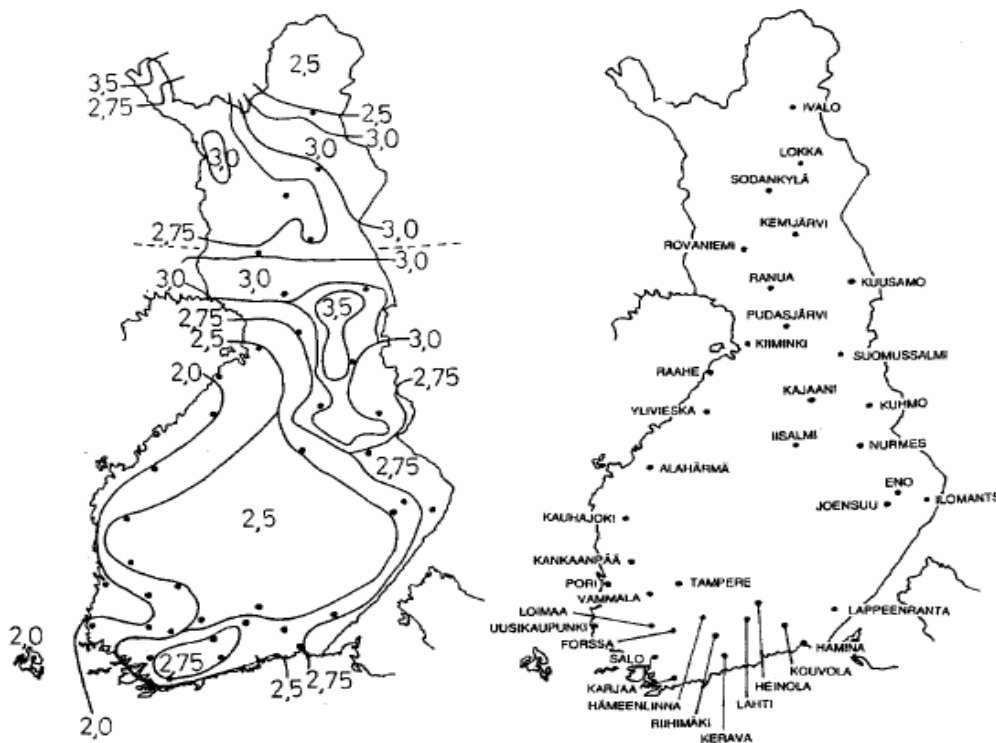 2,5
3,5
2,75
2,5
3,0
3,0
3,0
2,75
3,0
3,0
3,0
3,0
3,5
2,75
2,5
3,0
2,0
2,75
2,75
2,5
2,0
2,75
2,5
2,75
2,0
IVALO
LOKKA
SODANKYLÄ
KEMIJÄRVI
ROVANIEMI
RANUA
KUUSAMO
PUDASJÄRVI
KIIMINKI
SUOMUSSALMI
RAAHE
KAJAANI
KUHMO
YLIVIESKA
IISALMI
NURMES
ALAHÄRMÄ
ENO
ILOMANTS
JOENSUU
KAUHAJOKI
KANKAANPÄÄ
PORI
TAMPERE
VAMMALA
LAPPEENRANTA
LOIMAA
UUSIKAUPUNKI
FORSSA
HAMINA
SALO
KOUVOLA
KARJAA
HEINOLA
HÄMEENLINNA
LAHTI
RIIHIMÄKI
KERAVA